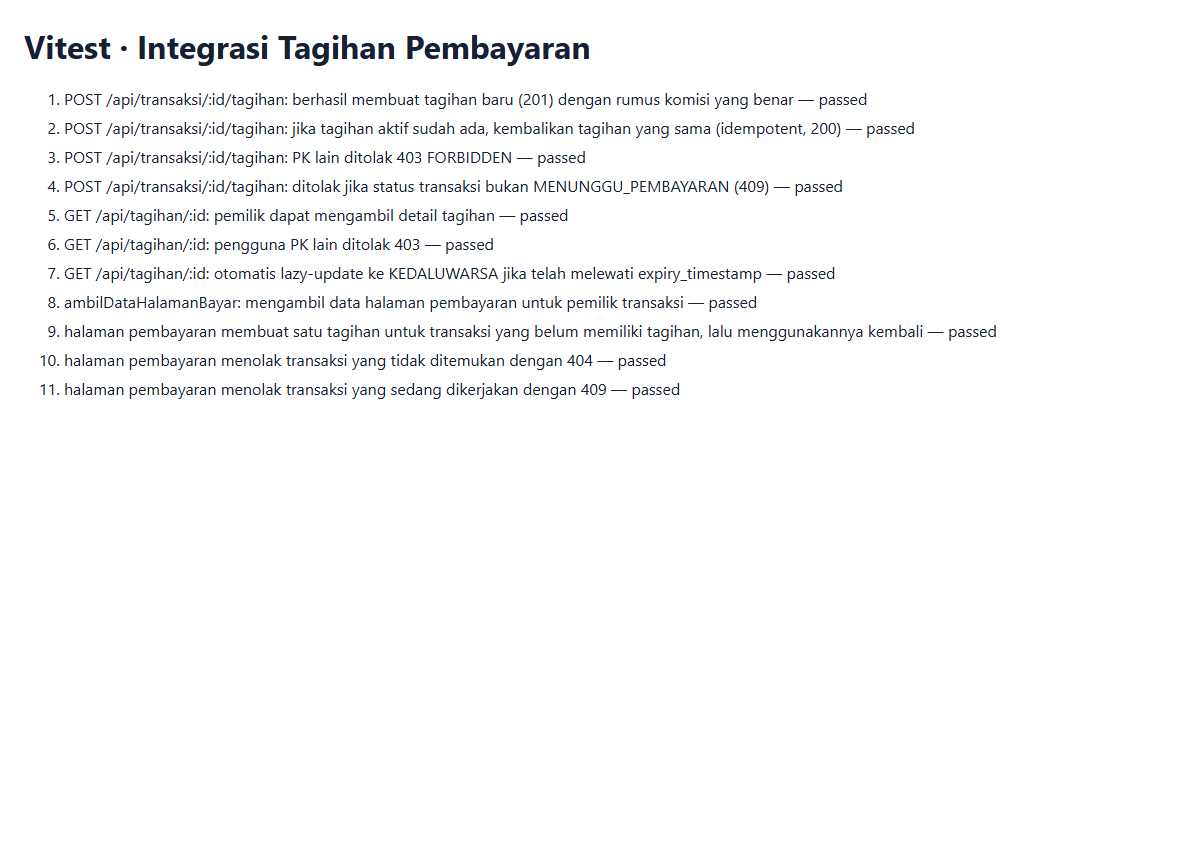 Vitest · Integrasi Tagihan Pembayaran
1. POST /api/transaksi/:id/tagihan: berhasil membuat tagihan baru (201) dengan rumus komisi yang benar — passed
2. POST /api/transaksi/:id/tagihan: jika tagihan aktif sudah ada, kembalikan tagihan yang sama (idempotent, 200) — passed
3. POST /api/transaksi/:id/tagihan: PK lain ditolak 403 FORBIDDEN — passed
4. POST /api/transaksi/:id/tagihan: ditolak jika status transaksi bukan MENUNGGU_PEMBAYARAN (409) — passed
5. GET /api/tagihan/:id: pemilik dapat mengambil detail tagihan — passed
6. GET /api/tagihan/:id: pengguna PK lain ditolak 403 — passed
7. GET /api/tagihan/:id: otomatis lazy-update ke KEDALUWARSA jika telah melewati expiry_timestamp — passed
8. ambilDataHalamanBayar: mengambil data halaman pembayaran untuk pemilik transaksi — passed
9. halaman pembayaran membuat satu tagihan untuk transaksi yang belum memiliki tagihan, lalu menggunakannya kembali — passed
10. halaman pembayaran menolak transaksi yang tidak ditemukan dengan 404 — passed
11. halaman pembayaran menolak transaksi yang sedang dikerjakan dengan 409 — passed